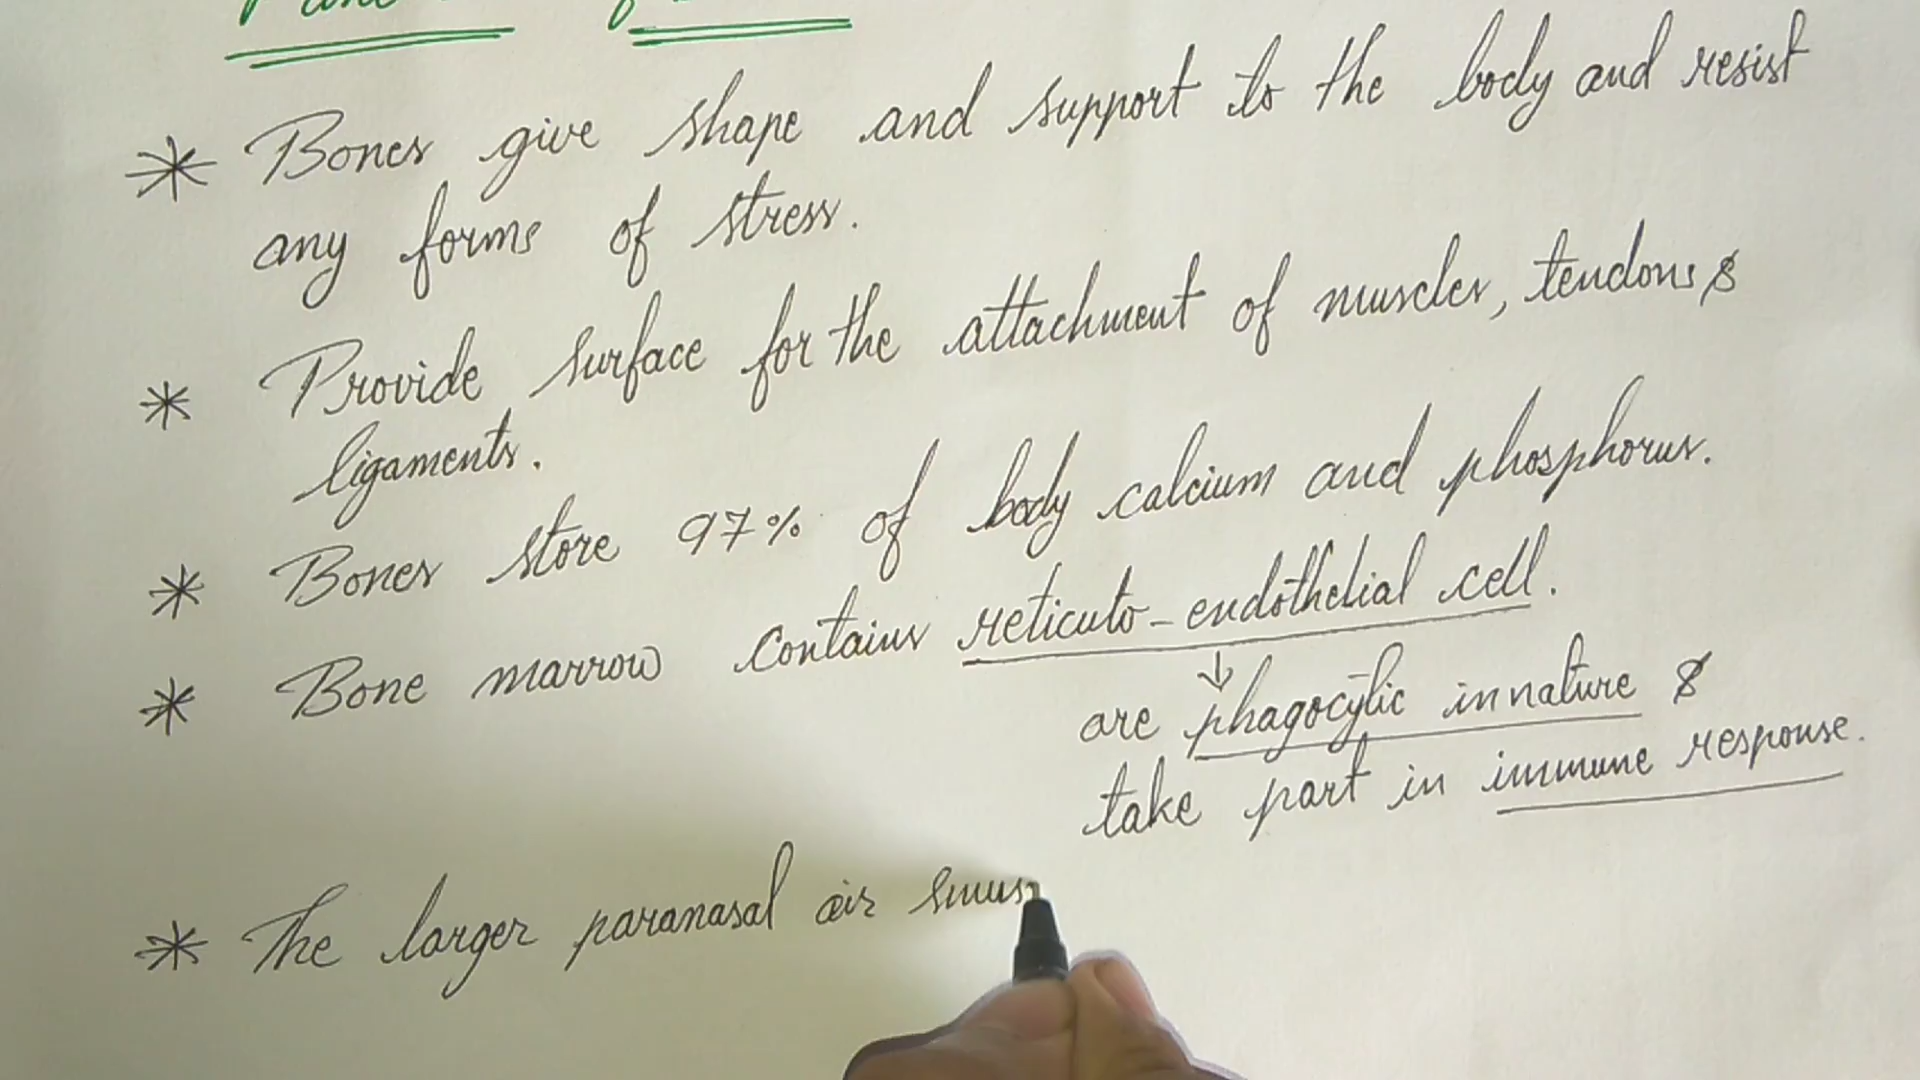 * Bones give shape and support to the body and resist
any forms of stress.
* Provide surface for the attachment of muscles, tendons &
ligaments.
* Bones store 97% of body calcium and phosphorus.
* Bone marrow contains reticulo-endothelial cell.
↓
are phagocytic in nature &
take part in immune response.
* The larger paranasal air sinus